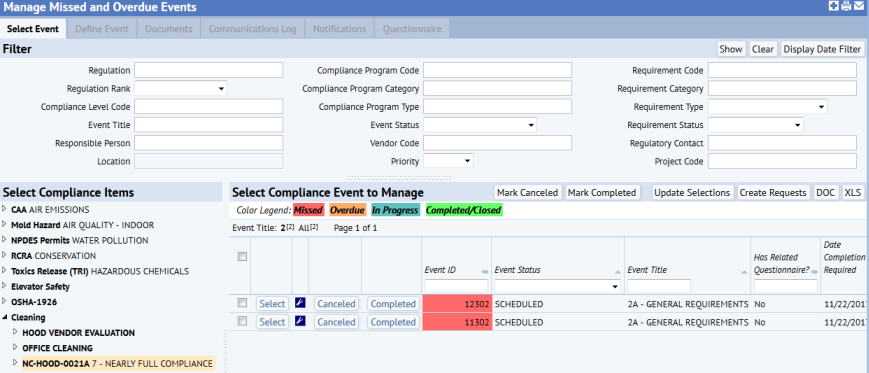 Manage Missed and Overdue Events
Select Event Define Event Documents Communications Log Notifications Questionnaire
Filter Show Clear Display Date Filter
Regulation Compliance Program Code Requirement Code
Regulation Rank Compliance Program Category Requirement Category
Compliance Level Code Compliance Program Type Requirement Type
Event Title Event Status Requirement Status
Responsible Person Vendor Code Regulatory Contact
Location Priority Project Code
Select Compliance Items
CAA AIR EMISSIONS
Mold Hazard AIR QUALITY - INDOOR
NPDES Permits WATER POLLUTION
RCRA CONSERVATION
Toxics Release (TRI) HAZARDOUS CHEMICALS
Elevator Safety
OSHA-1926
Cleaning
HOOD VENDOR EVALUATION
OFFICE CLEANING
NC-HOOD-0021A 7 - NEARLY FULL COMPLIANCE
Select Compliance Event to Manage Mark Canceled Mark Completed Update Selections Create Requests DOC XLS
Color Legend: Missed Overdue In Progress Completed/Closed
Event Title: 2[2] All[2] Page 1 of 1
Date
Has Related Completion
Event ID Event Status Event Title Questionnaire? Required
Select Canceled Completed 12302 SCHEDULED 2A - GENERAL REQUIREMENTS No 11/22/201
Select Canceled Completed 11302 SCHEDULED 2A - GENERAL REQUIREMENTS No 11/22/201